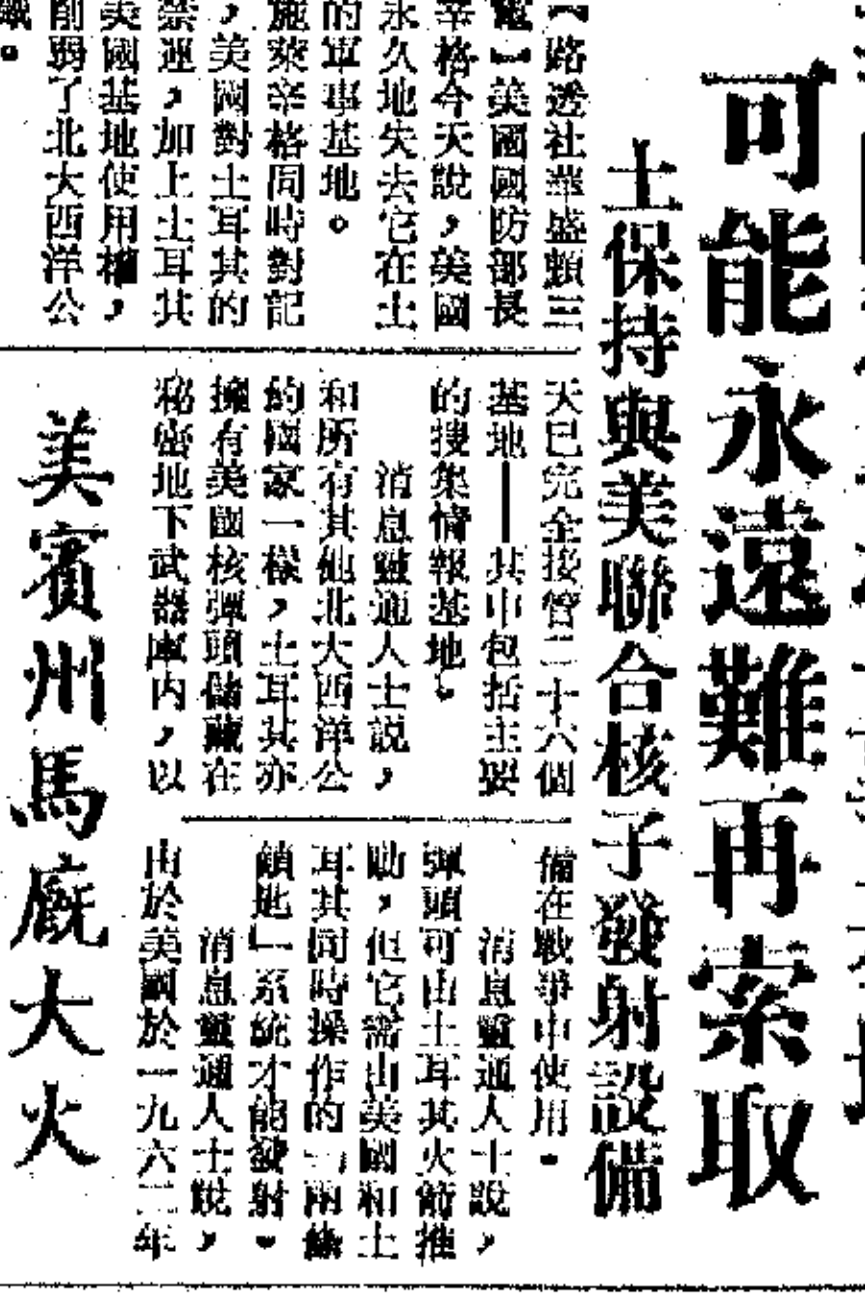 可能永遠難再索取
土保持與美聯合核子發射設備
【路透社華盛頓三
電】美國國防部長
辛格今天說，美國
永久地失去它在土
的軍事基地。
施萊辛格同時對記
，美國對土耳其的
禁運，加上土耳其
美國基地使用權，
削弱了北大西洋公
織。
天已完全接管二十六個
基地——其中包括主要
的搜集情報基地。
消息靈通人士說，
和所有其他北大西洋公
約國家一樣，土耳其亦
擁有美國核彈頭儲藏在
秘密地下武器庫內，以
備在戰爭中使用。
消息靈通人士說，
彈頭可由土耳其火箭推
動，但它需由美國和土
耳其同時操作的「兩條
鎖匙」系統才能發射。
消息靈通人士說，
由於美國於一九六二年
美賓州馬廐大火